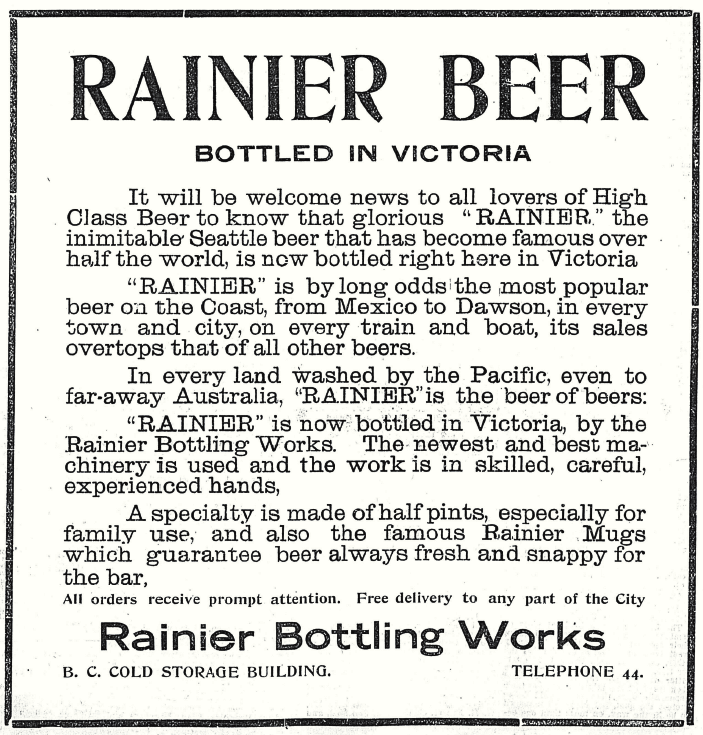 RAINIER BEER
BOTTLED IN VICTORIA
It will be welcome news to all lovers of High
Class Beer to know that glorious "RAINIER." the
inimitable Seattle beer that has become famous over
half the world, is now bottled right here in Victoria
"RAINIER" is by long odds the most popular
beer on the Coast, from Mexico to Dawson, in every
town and city, on every train and boat, its sales
overtops that of all other beers.
In every land washed by the Pacific, even to
far-away Australia, "RAINIER" is the beer of beers:
"RAINIER" is now bottled in Victoria, by the
Rainier Bottling Works. The newest and best ma-
chinery is used and the work is in skilled, careful,
experienced hands,
A specialty is made of half pints, especially for
family use, and also the famous Rainier Mugs
which guarantee beer always fresh and snappy for
the bar,
All orders receive prompt attention. Free delivery to any part of the City
Rainier Bottling Works
B. C. COLD STORAGE BUILDING. TELEPHONE 44.